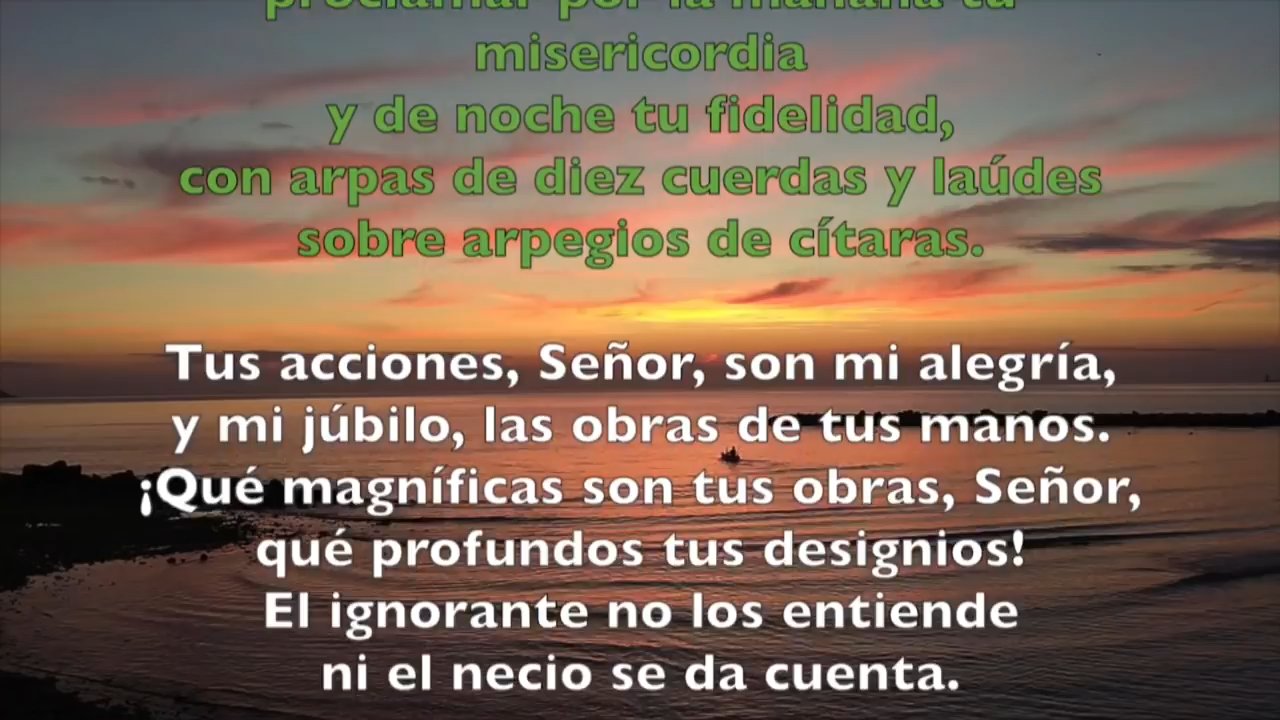 proclamar por la mañana tu
misericordia
y de noche tu fidelidad,
con arpas de diez cuerdas y laúdes
sobre arpegios de cítaras.
Tus acciones, Señor, son mi alegría,
y mi júbilo, las obras de tus manos.
¡Qué magníficas son tus obras, Señor,
qué profundos tus designios!
El ignorante no los entiende
ni el necio se da cuenta.